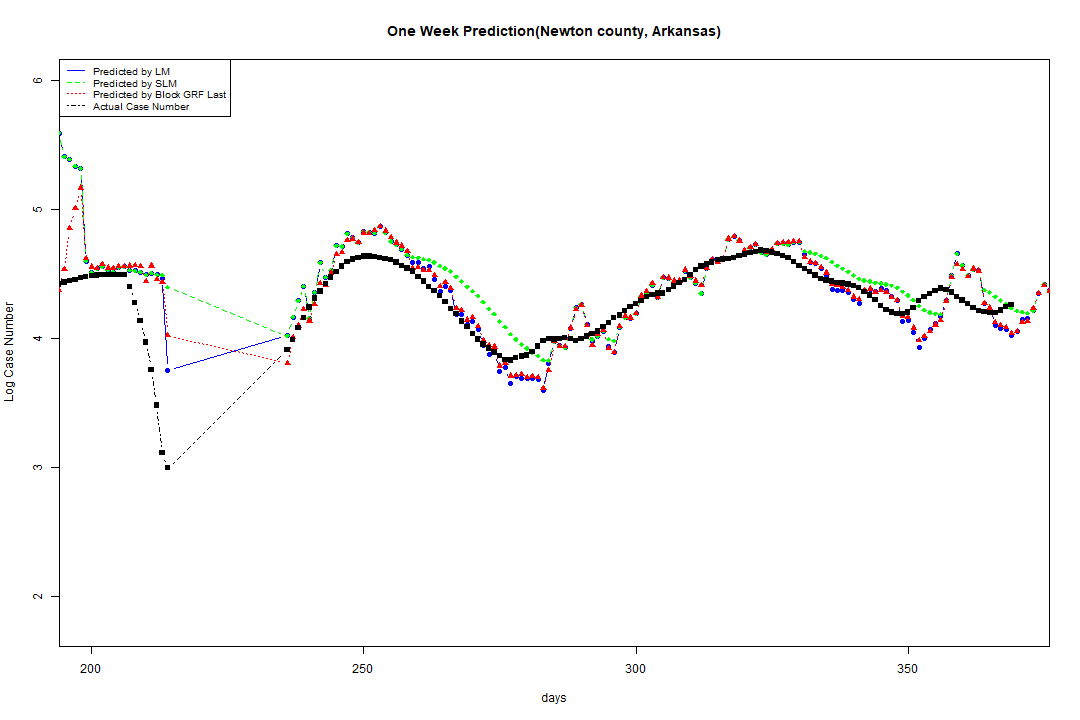 One Week Prediction(Newton county, Arkansas)
Predicted by LM
Predicted by SLM
Predicted by Block GRF Last
Actual Case Number
6
5
4
3
2
Log Case Number
200 250 300 350
days